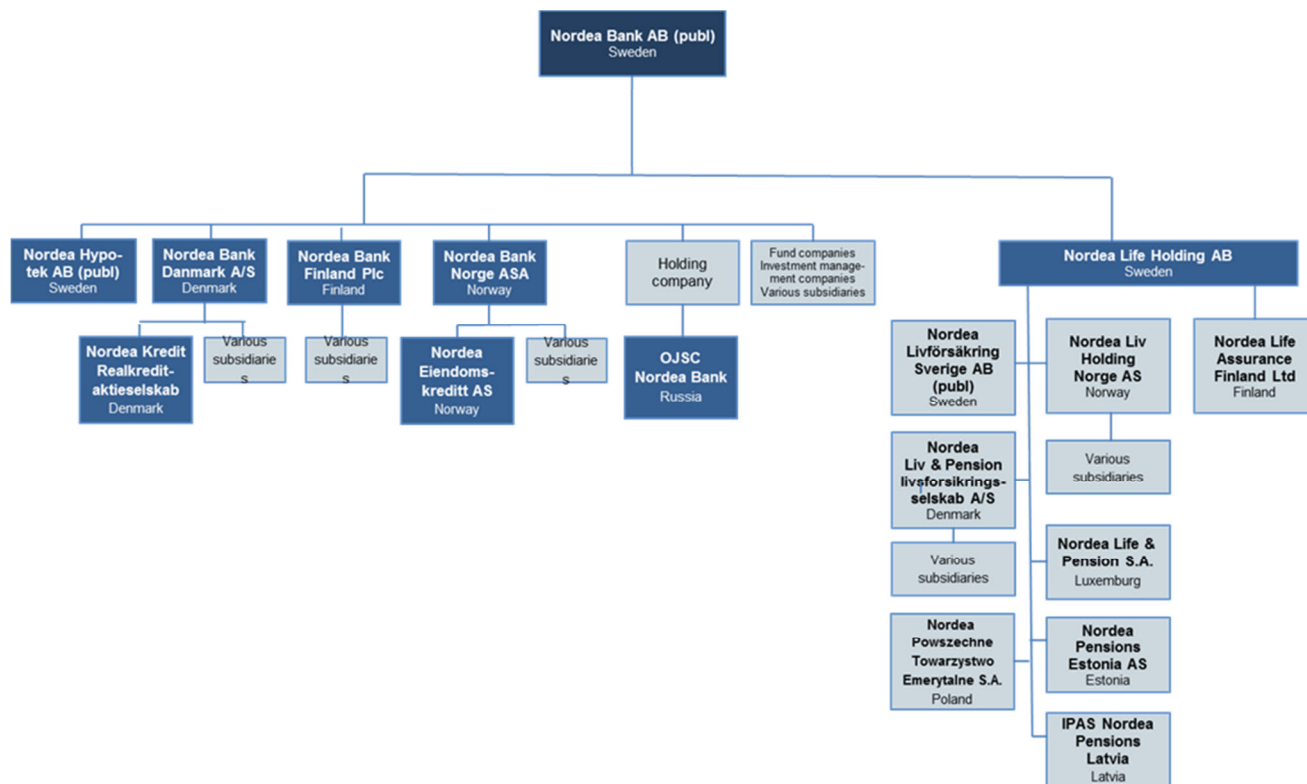 Nordea Bank AB (publ)
Sweden
Nordea Hypo-
tek AB (publ)
Sweden
Nordea Bank
Danmark A/S
Denmark
Nordea Bank
Finland Plc
Finland
Nordea Bank
Norge ASA
Norway
Holding
company
Fund companies
Investment manage-
ment companies
Various subsidiaries
Nordea Life Holding AB
Sweden
Nordea Kredit
Realkredit-
aktieselskab
Denmark
Various
subsidiarie
s
Various
subsidiarie
s
Nordea
Eiendoms-
kreditt AS
Norway
Various
subsidiarie
s
OJSC
Nordea Bank
Russia
Nordea
Livförsäkring
Sverige AB
(publ)
Sweden
Nordea Liv
Holding
Norge AS
Norway
Nordea Life
Assurance
Finland Ltd
Finland
Nordea
Liv & Pension
livsforsikrings-
selskab A/S
Denmark
Various
subsidiaries
Various
subsidiaries
Nordea Life &
Pension S.A.
Luxemburg
Nordea
Powszechne
Towarzystwo
Emerytalne S.A.
Poland
Nordea
Pensions
Estonia AS
Estonia
IPAS Nordea
Pensions
Latvia
Latvia